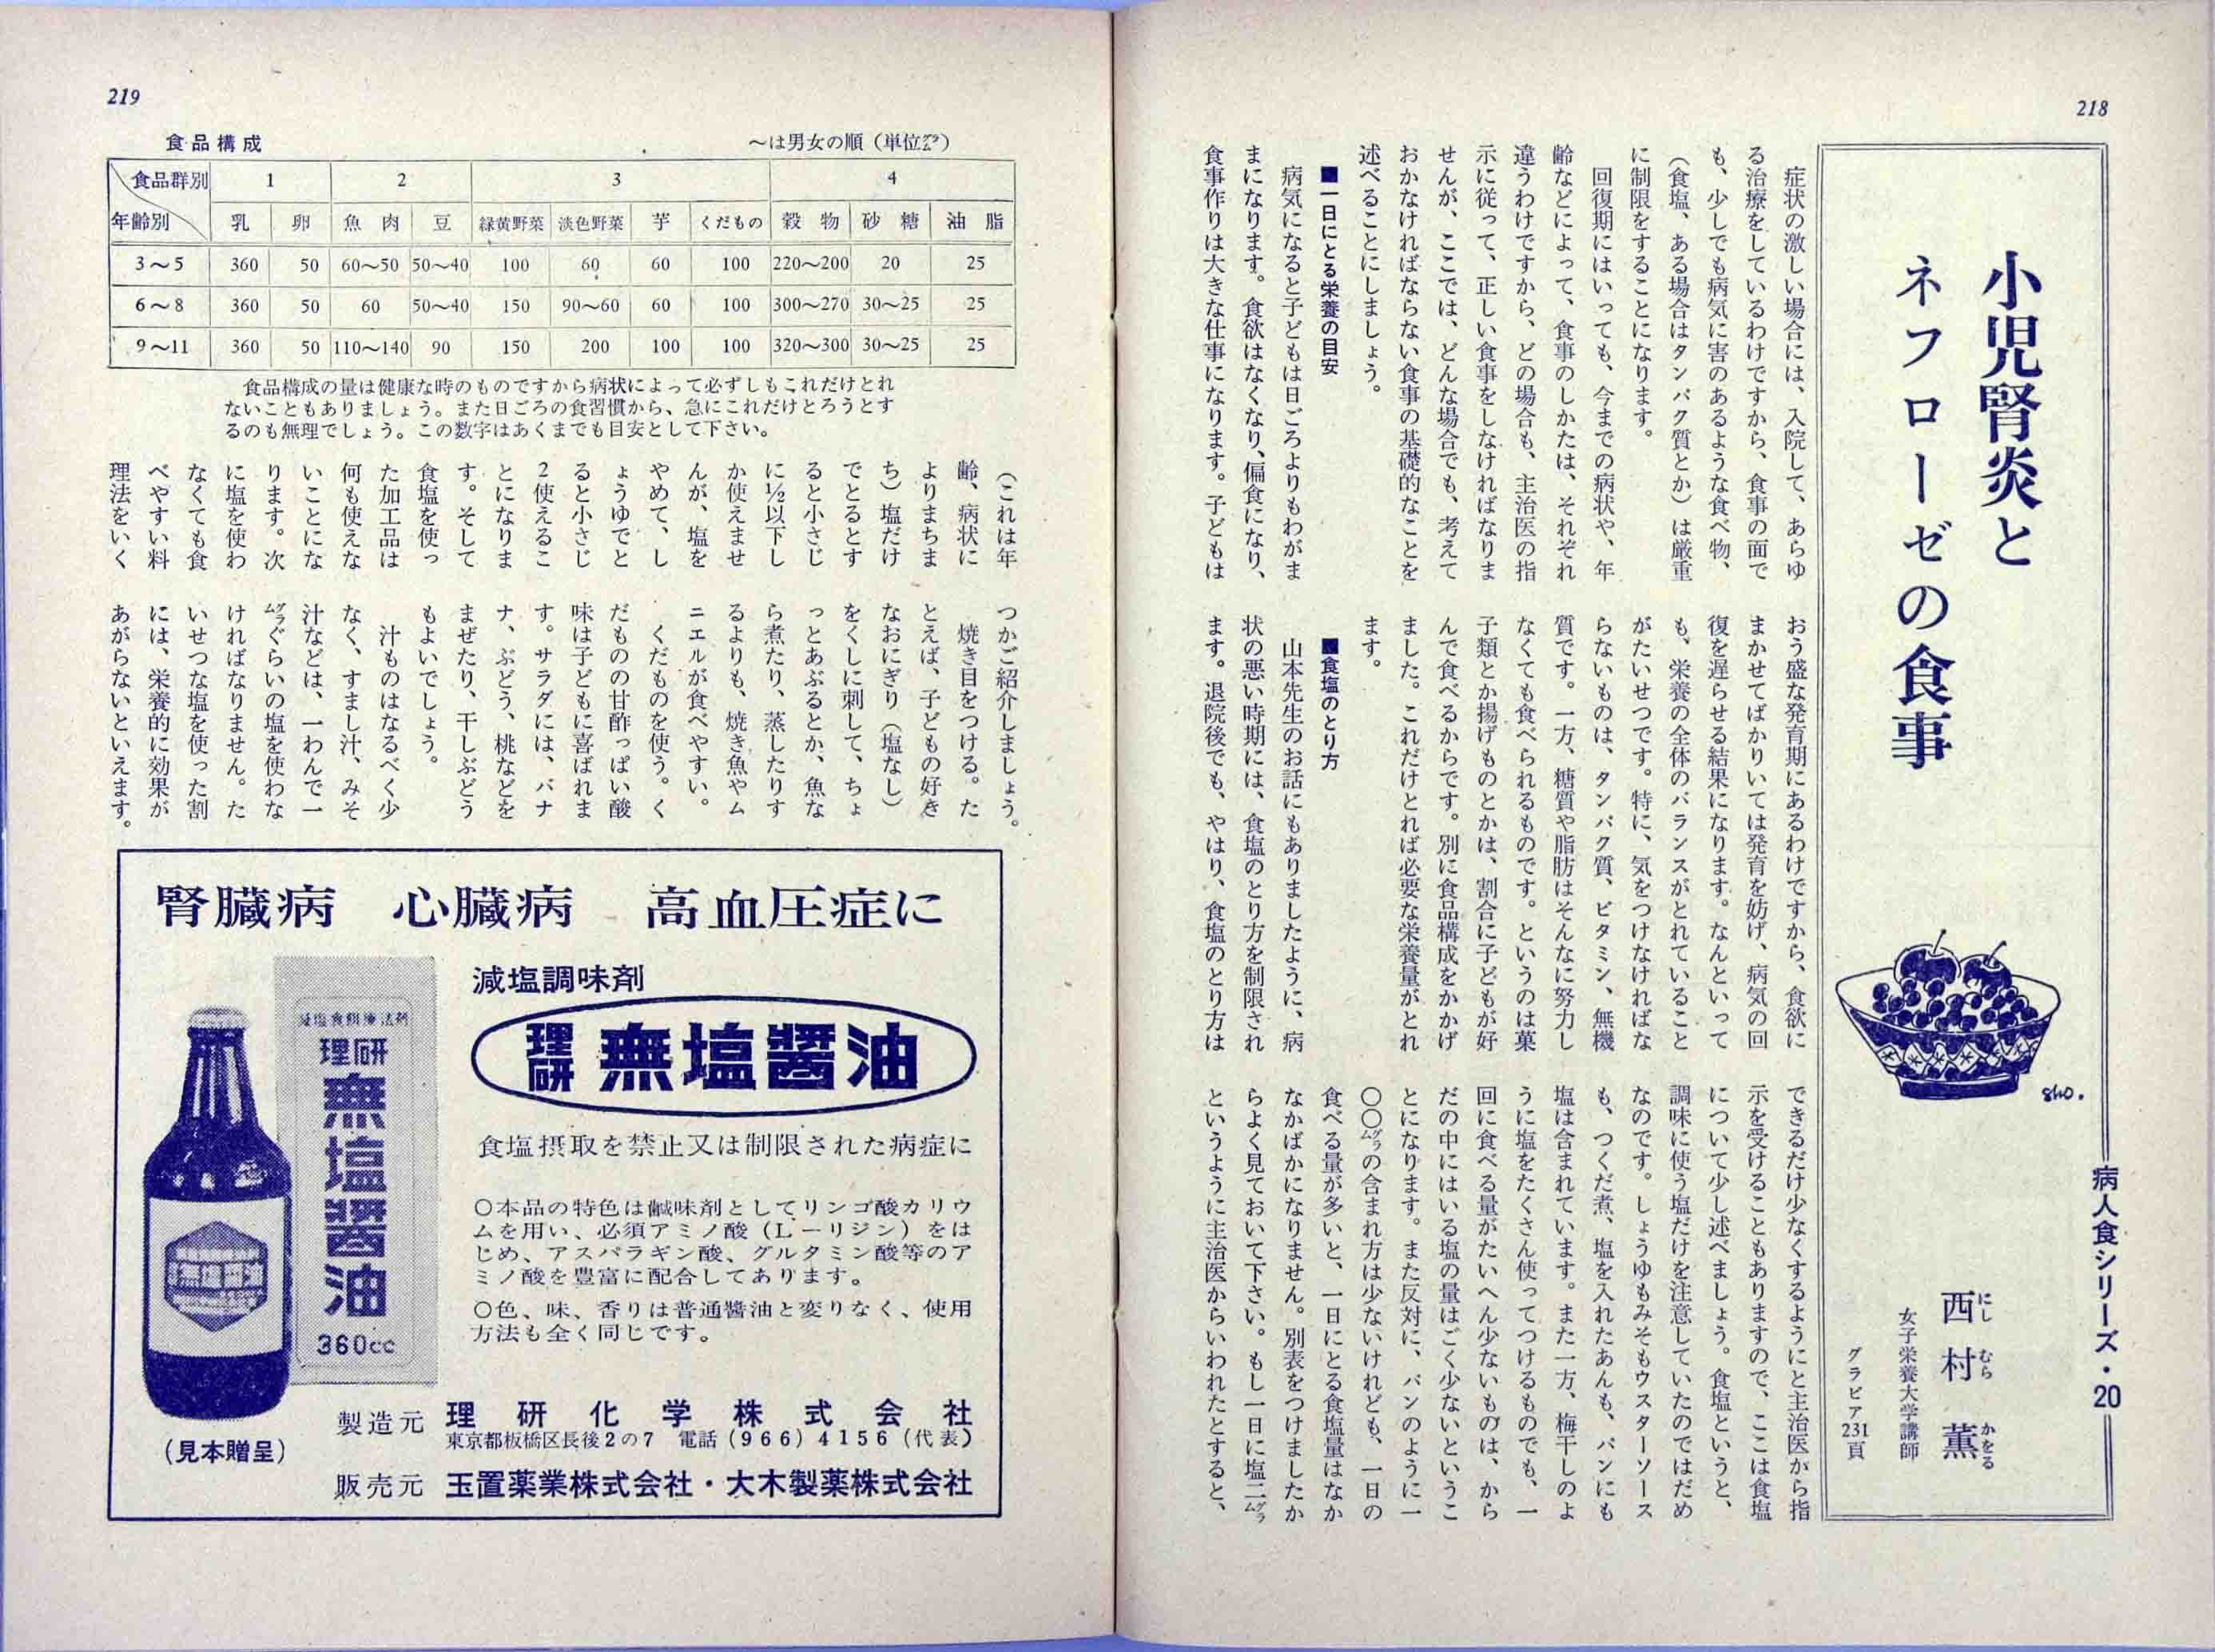 218
病人食シリーズ・20
小児腎炎と
ネフローゼの食事
sho.
西村 薫
にし むら かをる
女子栄養大学講師
グラビア231頁
症状の激しい場合には、入院して、あらゆ
る治療をしているわけですから、食事の面で
も、少しでも病気に害のあるような食べ物、
(食塩、ある場合はタンパク質とか)は厳重
に制限をすることになります。
回復期にはいっても、今までの病状や、年
齢などによって、食事のしかたは、それぞれ
違うわけですから、どの場合も、主治医の指
示に従って、正しい食事をしなければなりま
せんが、ここでは、どんな場合でも、考えて
おかなければならない食事の基礎的なことを
述べることにしましょう。
■一日にとる栄養の目安
病気になると子どもは日ごろよりもわがま
まになります。食欲はなくなり、偏食になり、
食事作りは大きな仕事になります。子どもは
おう盛な発育期にあるわけですから、食欲に
まかせてばかりいては発育を妨げ、病気の回
復を遅らせる結果になります。なんといって
も、栄養の全体のバランスがとれていること
がたいせつです。特に、気をつけなければな
らないものは、タンパク質、ビタミン、無機
質です。一方、糖質や脂肪はそんなに努力し
なくても食べられるものです。というのは菓
子類とか揚げものとかは、割合に子どもが好
んで食べるからです。別に食品構成をかかげ
ました。これだけとれば必要な栄養量がとれ
ます。
■食塩のとり方
山本先生のお話にもありましたように、病
状の悪い時期には、食塩のとり方を制限され
ます。退院後でも、やはり、食塩のとり方は
できるだけ少なくするようにと主治医から指
示を受けることもありますので、ここは食塩
について少し述べましょう。食塩というと、
調味に使う塩だけを注意していたのではだめ
なのです。しょうゆもみそもウスターソース
も、つくだ煮、塩を入れたあんも、パンにも
塩は含まれています。また一方、梅干しのよ
うに塩をたくさん使ってつけるものでも、一
回に食べる量がたいへん少ないものは、から
だの中にはいる塩の量はごく少ないというこ
とになります。また反対に、パンのように一
〇〇グラムの含まれ方は少ないけれども、一日の
食べる量が多いと、一日にとる食塩量はなか
なかばかになりません。別表をつけましたか
らよく見ておいて下さい。もし一日に塩二グラム
というように主治医からいわれたとすると、
219
食品構成 ～は男女の順(単位グラム)
食品群別 1 2 3 4
年齢別 乳 卵 魚肉 豆 緑黄野菜 淡色野菜 芋 くだもの 穀物 砂糖 油脂
3～5 360 50 60～50 50～40 100 60 60 100 220～200 20 25
6～8 360 50 60 50～40 150 90～60 60 100 300～270 30～25 25
9～11 360 50 110～140 90 150 200 100 100 320～300 30～25 25
食品構成の量は健康な時のものですから病状によって必ずしもこれだけとれ
ないこともありましょう。また日ごろの食習慣から、急にこれだけとろうとす
るのも無理でしょう。この数字はあくまでも目安として下さい。
(これは年
齢、病状に
よりまちま
ち)塩だけ
でとるとす
ると小さじ
に½以下し
か使えませ
んが、塩を
やめて、し
ょうゆでと
ると小さじ
2使えるこ
とになりま
す。そして
食塩を使っ
た加工品は
何も使えな
いことにな
ります。次
に塩を使わ
なくても食
べやすい料
理法をいく
つかご紹介しましょう。
焼き目をつける。た
とえば、子どもの好き
なおにぎり(塩なし)
をくしに刺して、ちょ
っとあぶるとか、魚な
ら煮たり、蒸したりす
るよりも、焼き魚やム
ニエルが食べやすい。
くだものを使う。く
だものの甘酢っぱい酸
味は子どもに喜ばれま
す。サラダには、バナ
ナ、ぶどう、桃などを
まぜたり、干しぶどう
もよいでしょう。
汁ものはなるべく少
なく、すまし汁、みそ
汁などは、一わんで一
グラムぐらいの塩を使わな
ければなりません。た
いせつな塩を使った割
には、栄養的に効果が
あがらないといえます。
腎臓病 心臓病 高血圧症に
減塩調味剤
理研 無塩醤油
減塩食餌療法剤
理研
無塩醤油
360cc
食塩摂取を禁止又は制限された病症に
○本品の特色は鹹味剤としてリンゴ酸カリウ
ムを用い、必須アミノ酸(L－リジン)をは
じめ、アスパラギン酸、グルタミン酸等のア
ミノ酸を豊富に配合してあります。
○色、味、香りは普通醤油と変りなく、使用
方法も全く同じです。
(見本贈呈)
製造元 理研化学株式会社
東京都板橋区長後2の7 電話(966)4156(代表)
販売元 玉置薬業株式会社・大木製薬株式会社